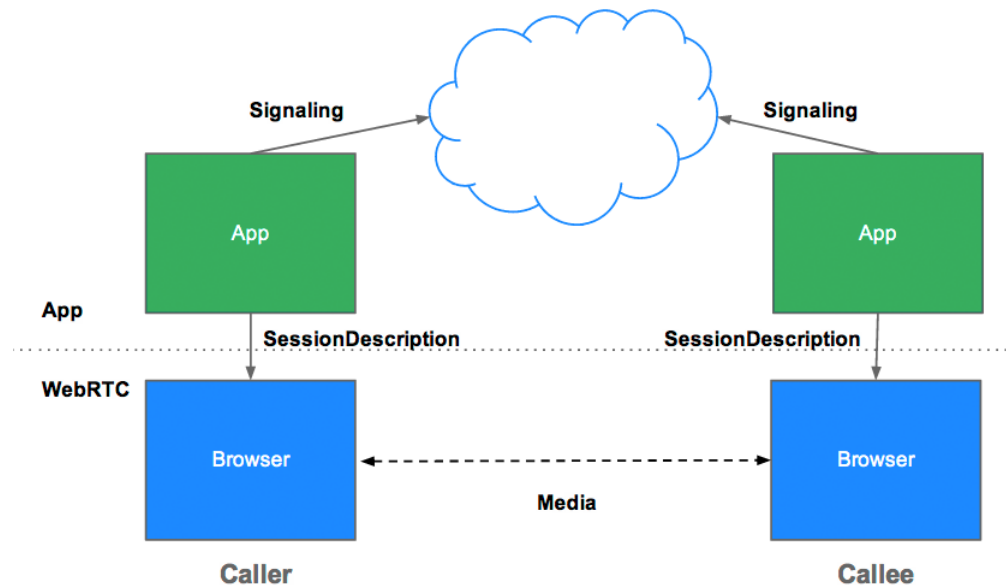 Signaling
Signaling
App
App
App
SessionDescription
SessionDescription
WebRTC
Browser
Browser
Media
Caller
Callee